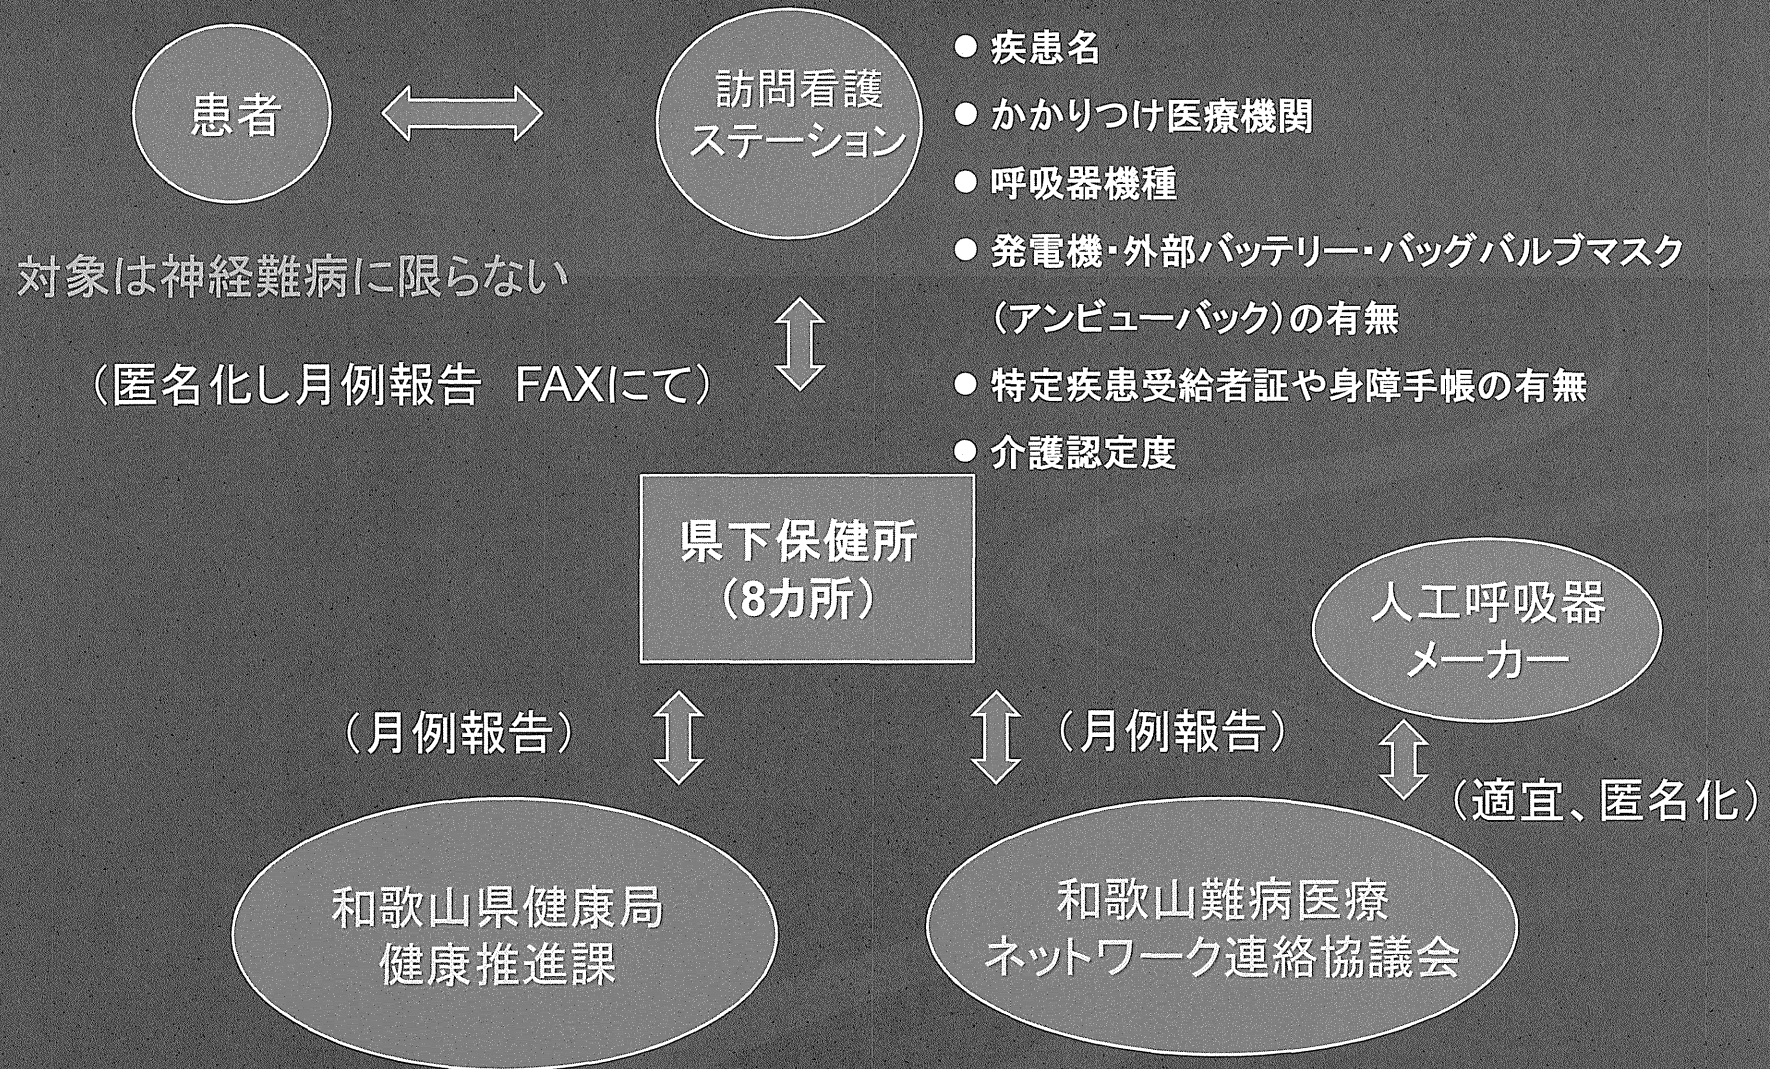 患者
訪問看護
ステーション
● 疾患名
● かかりつけ医療機関
● 呼吸器機種
● 発電機・外部バッテリー・バッグバルブマスク
（アンビューバック）の有無
● 特定疾患受給者証や身障手帳の有無
● 介護認定度
対象は神経難病に限らない
（匿名化し月例報告　FAXにて）
県下保健所
（8カ所）
人工呼吸器
メーカー
（月例報告）
（月例報告）
（適宜、匿名化）
和歌山県健康局
健康推進課
和歌山難病医療
ネットワーク連絡協議会